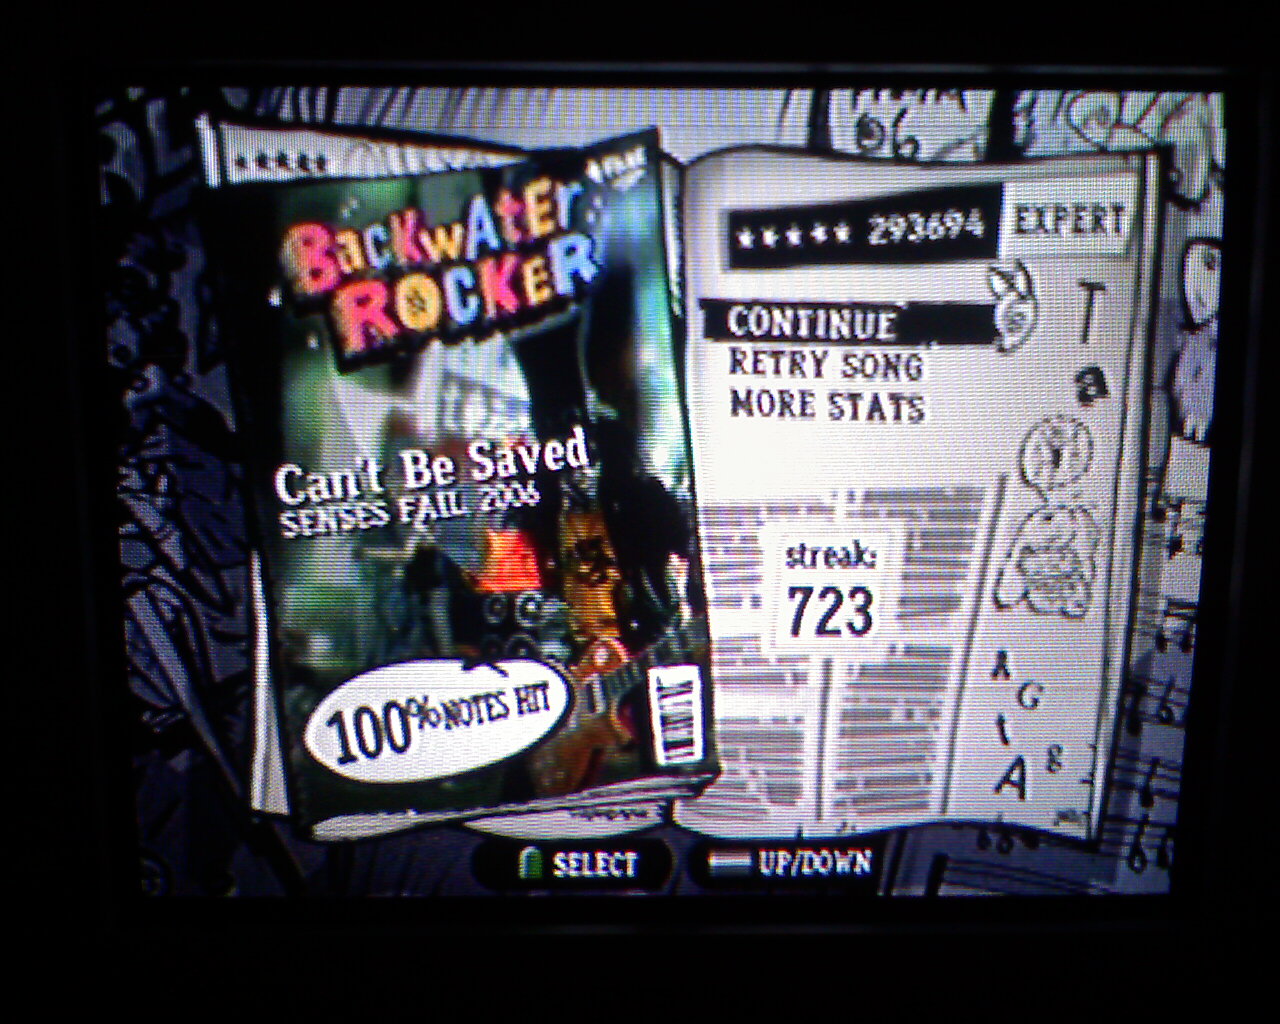 BackwAtEr
ROCKER
Can't Be Saved
SENSES FAIL 2006
100% NOTES HIT
★★★★★ 293694
EXPERT
CONTINUE
RETRY SONG
MORE STATS
streak:
723
T
a
A
G
t
A
g
SELECT
UP/DOWN